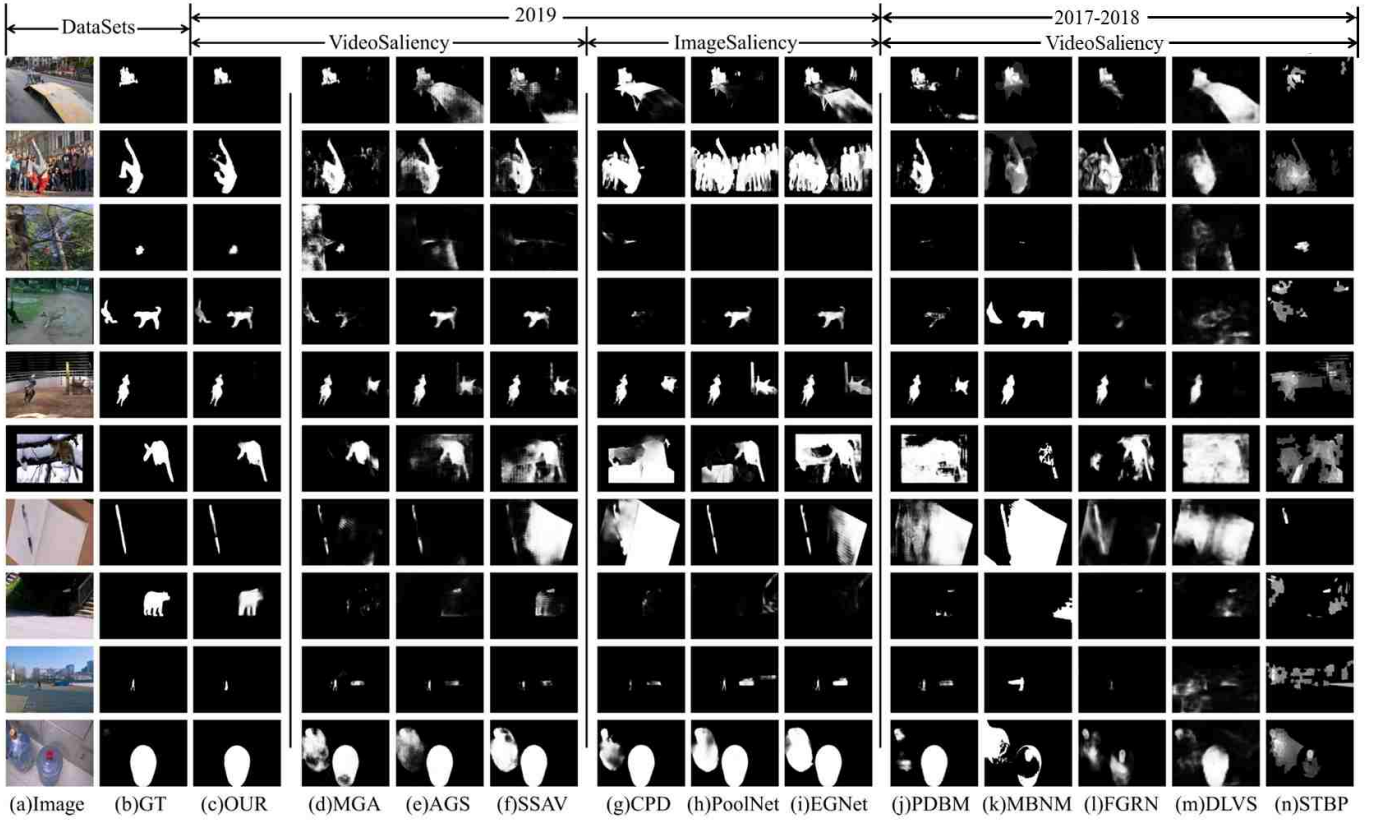 DataSets
2019
2017-2018
VideoSaliency
ImageSaliency
VideoSaliency
(a)Image (b)GT (c)OUR (d)MGA (e)AGS (f)SSAV (g)CPD (h)PoolNet (i)EGNet (j)PDBM (k)MBNM (l)FGRN (m)DLVS (n)STBP